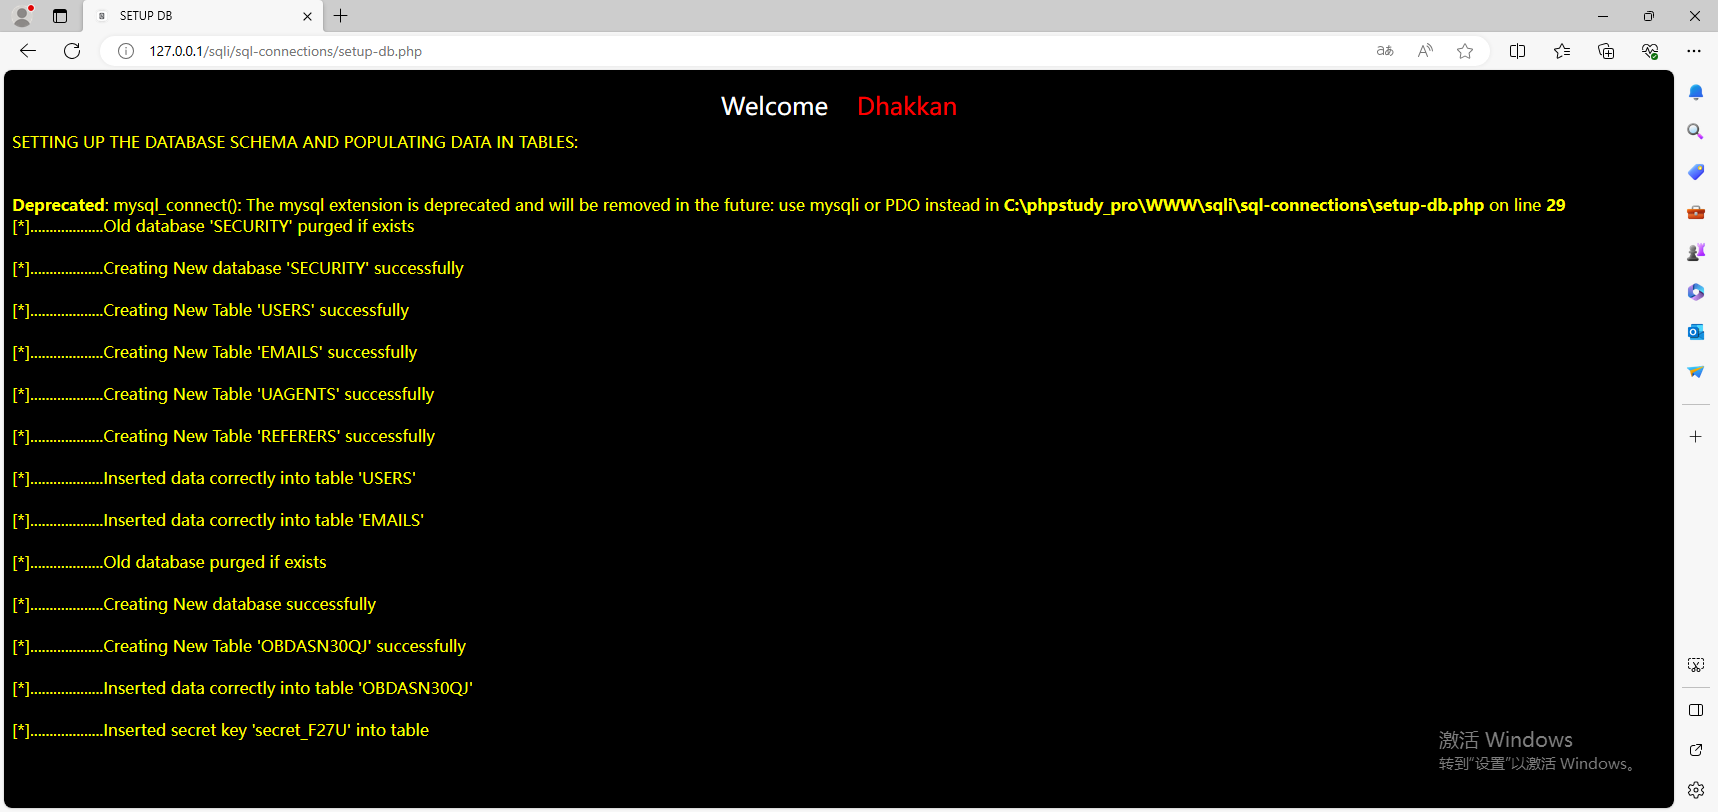 SETUP DB
127.0.0.1/sqli/sql-connections/setup-db.php
aあ
Welcome Dhakkan
SETTING UP THE DATABASE SCHEMA AND POPULATING DATA IN TABLES:
Deprecated: mysql_connect(): The mysql extension is deprecated and will be removed in the future: use mysqli or PDO instead in C:\phpstudy_pro\WWW\sqli\sql-connections\setup-db.php on line 29
[*]...................Old database 'SECURITY' purged if exists
[*]...................Creating New database 'SECURITY' successfully
[*]...................Creating New Table 'USERS' successfully
[*]...................Creating New Table 'EMAILS' successfully
[*]...................Creating New Table 'UAGENTS' successfully
[*]...................Creating New Table 'REFERERS' successfully
[*]...................Inserted data correctly into table 'USERS'
[*]...................Inserted data correctly into table 'EMAILS'
[*]...................Old database purged if exists
[*]...................Creating New database successfully
[*]...................Creating New Table 'OBDASN30QJ' successfully
[*]...................Inserted data correctly into table 'OBDASN30QJ'
[*]...................Inserted secret key 'secret_F27U' into table
激活 Windows
转到"设置"以激活 Windows。